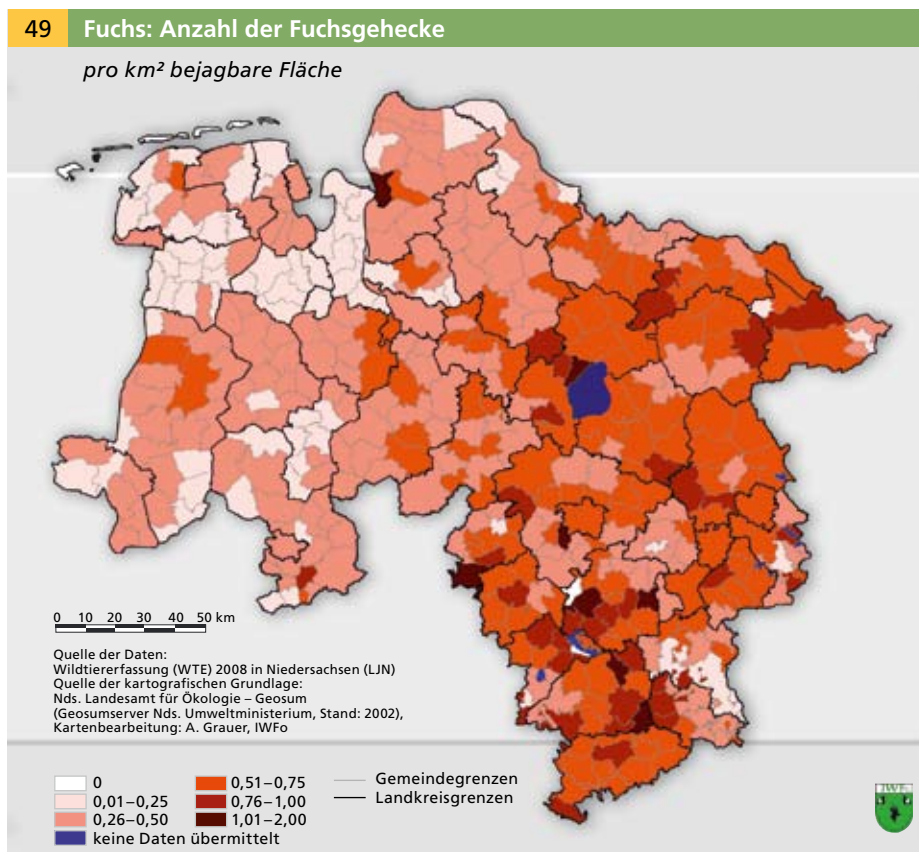 49 Fuchs: Anzahl der Fuchsgehecke
pro km² bejagbare Fläche
0 10 20 30 40 50 km
Quelle der Daten:
Wildtiererfassung (WTE) 2008 in Niedersachsen (LJN)
Quelle der kartografischen Grundlage:
Nds. Landesamt für Ökologie – Geosum
(Geosumserver Nds. Umweltministerium, Stand: 2002),
Kartenbearbeitung: A. Grauer, IWFo
0
0,01–0,25
0,26–0,50
keine Daten übermittelt
0,51–0,75
0,76–1,00
1,01–2,00
Gemeindegrenzen
Landkreisgrenzen